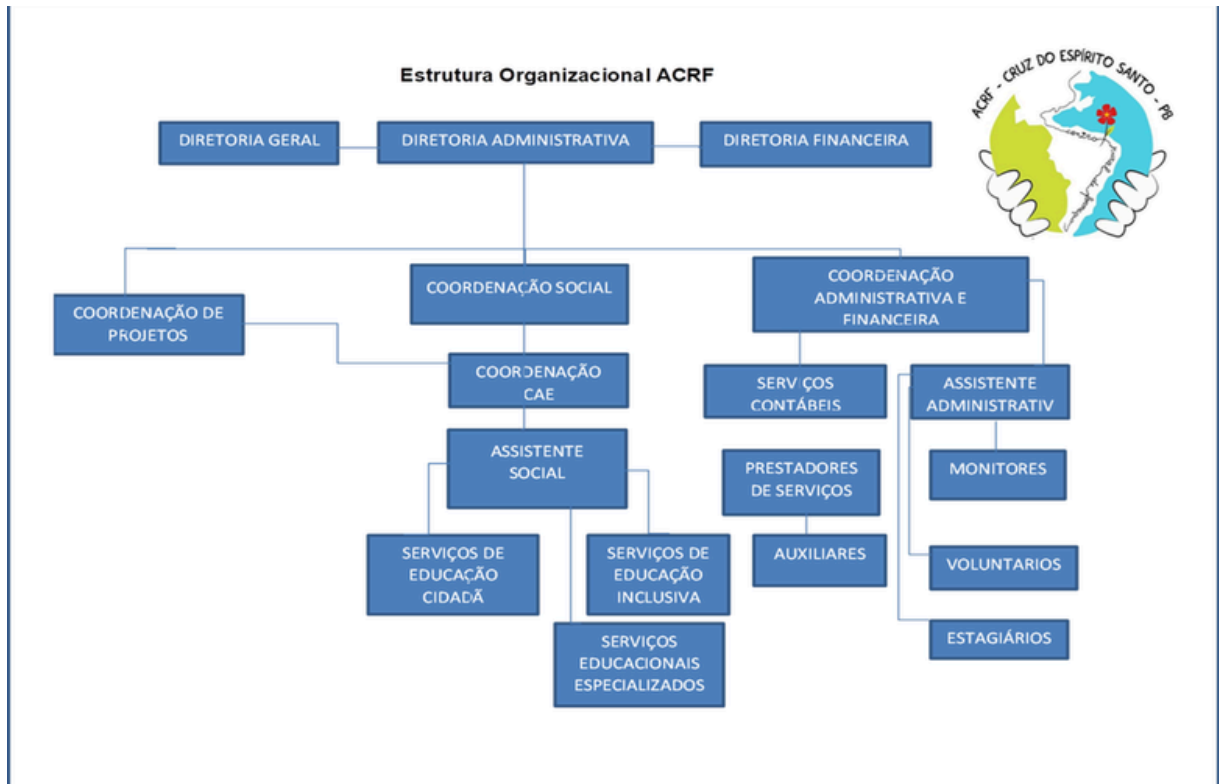 Estrutura Organizacional ACRF
ACRF - CRUZ DO ESPÍRITO SANTO - PB
DIRETORIA GERAL
DIRETORIA ADMINISTRATIVA
DIRETORIA FINANCEIRA
COORDENAÇÃO DE
PROJETOS
COORDENAÇÃO SOCIAL
COORDENAÇÃO
ADMINISTRATIVA E
FINANCEIRA
COORDENAÇÃO
CAE
SERVIÇOS
CONTÁBEIS
ASSISTENTE
ADMINISTRATIV
ASSISTENTE
SOCIAL
PRESTADORES
DE SERVIÇOS
MONITORES
SERVIÇOS DE
EDUCAÇÃO
CIDADÃ
SERVIÇOS DE
EDUCAÇÃO
INCLUSIVA
AUXILIARES
VOLUNTARIOS
SERVIÇOS
EDUCACIONAIS
ESPECIALIZADOS
ESTAGIÁRIOS
centro